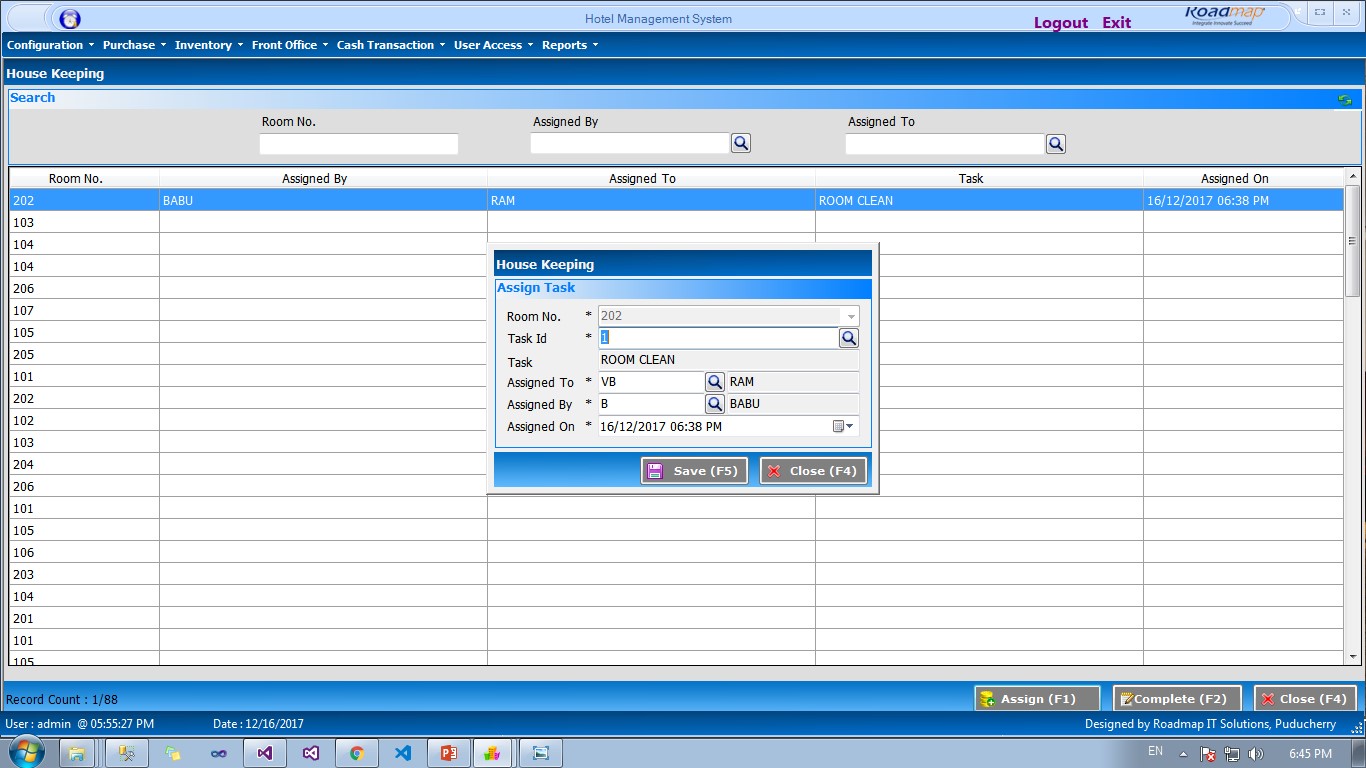 Hotel Management System
Logout Exit
Roadmap
Integrate Innovate Succeed
Configuration Purchase Inventory Front Office Cash Transaction User Access Reports
House Keeping
Search
Room No. Assigned By Assigned To
Room No. Assigned By Assigned To Task Assigned On
202 BABU RAM ROOM CLEAN 16/12/2017 06:38 PM
103
104
104
206
107
105
205
101
202
102
103
204
206
101
105
106
203
104
201
101
105
House Keeping
Assign Task
Room No. * 202
Task Id * 1
Task ROOM CLEAN
Assigned To * VB RAM
Assigned By * B BABU
Assigned On * 16/12/2017 06:38 PM
Save (F5) Close (F4)
Record Count : 1/88
Assign (F1) Complete (F2) Close (F4)
User : admin @ 05:55:27 PM Date : 12/16/2017 Designed by Roadmap IT Solutions, Puducherry
EN 6:45 PM